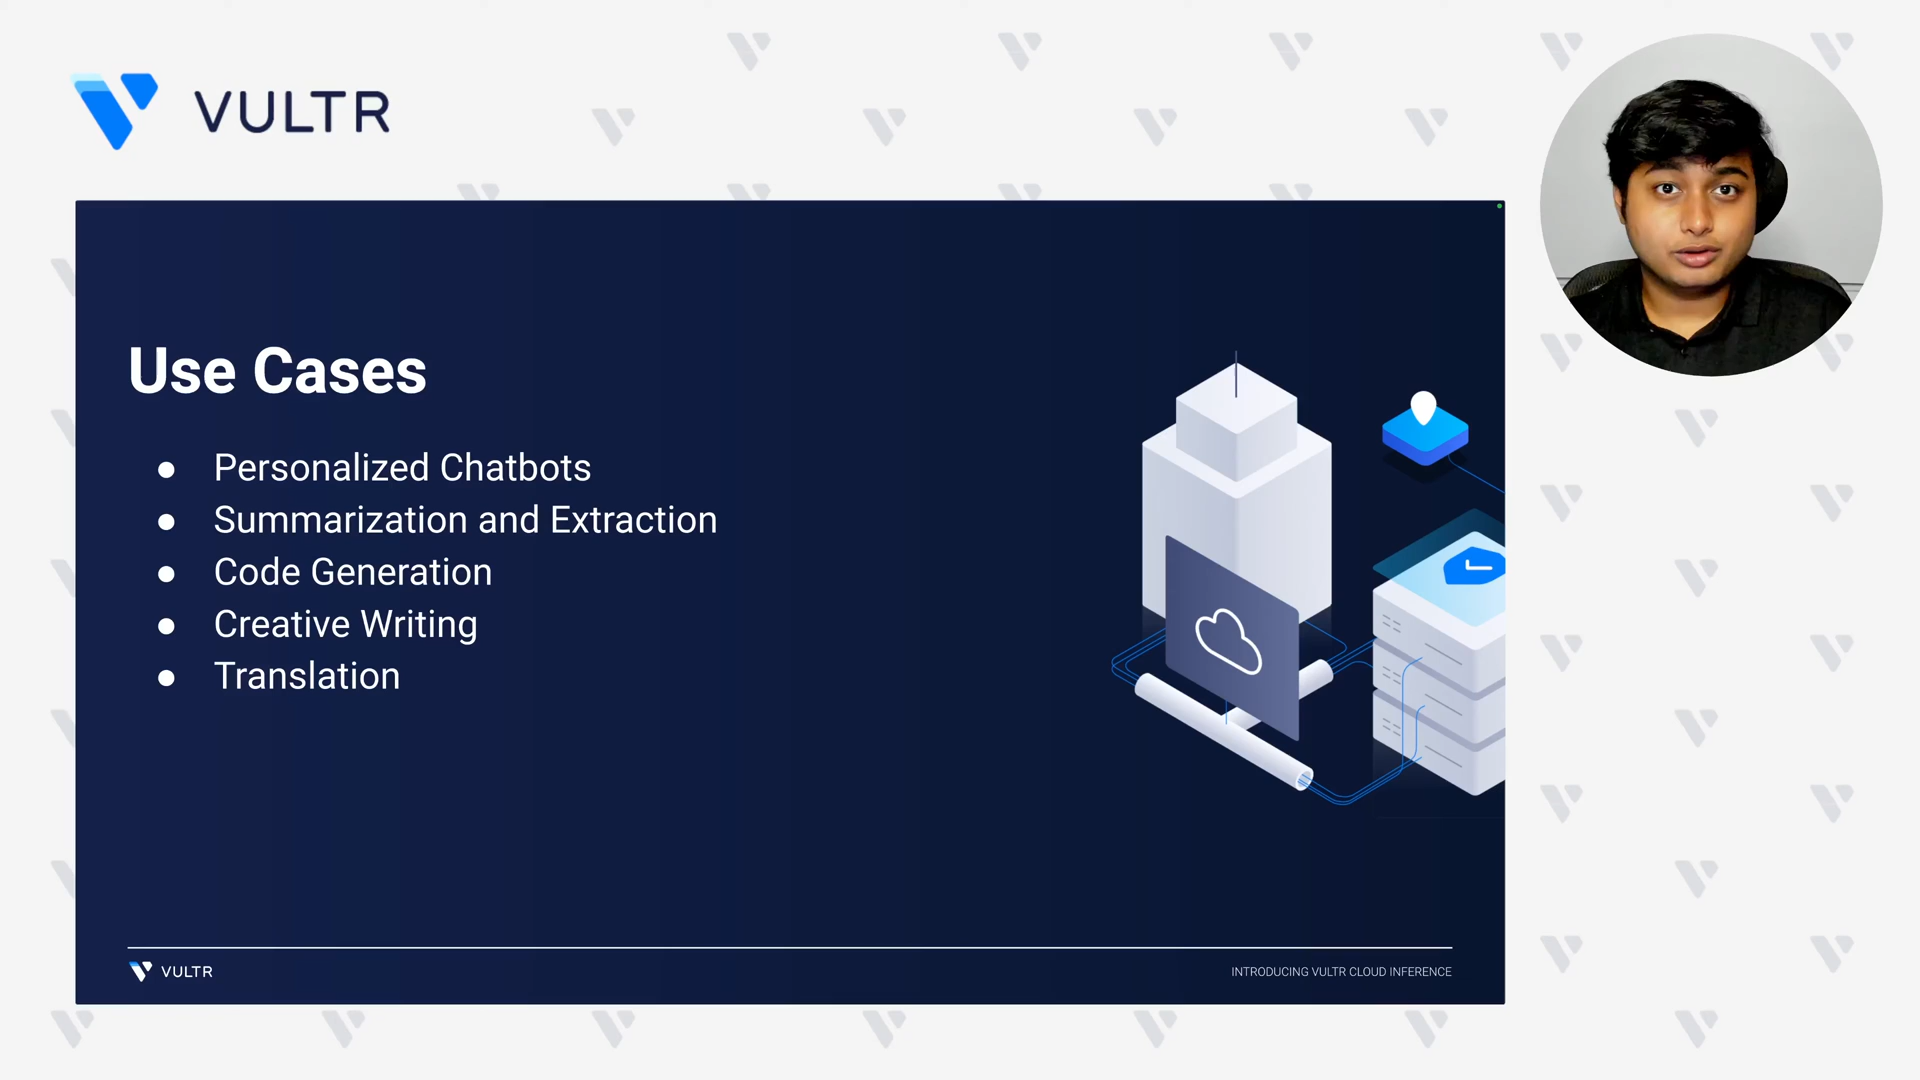 VULTR
Use Cases
● Personalized Chatbots
● Summarization and Extraction
● Code Generation
● Creative Writing
● Translation
VULTR
INTRODUCING VULTR CLOUD INFERENCE